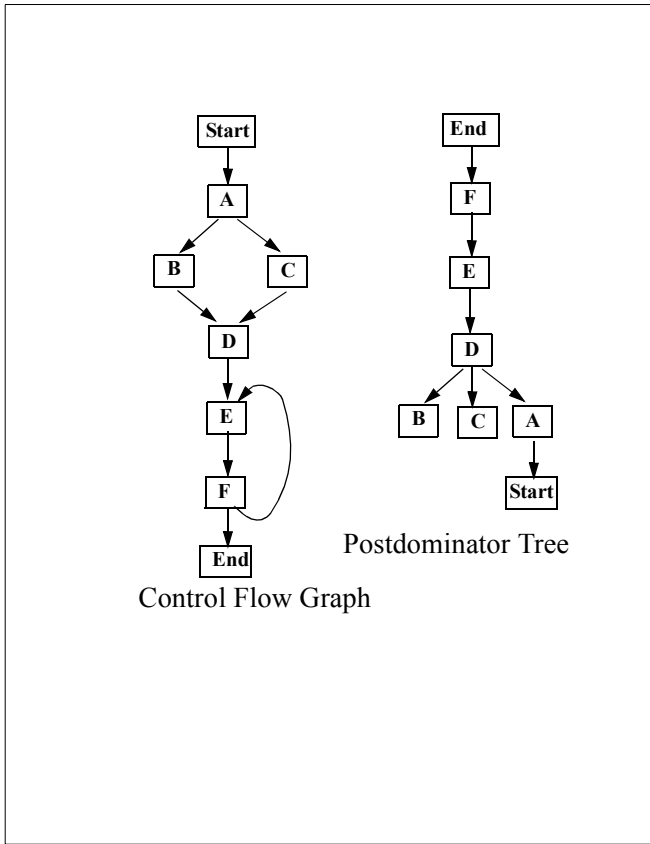 Start
A
B
C
D
E
F
End
Control Flow Graph
End
F
E
D
B
C
A
Start
Postdominator Tree